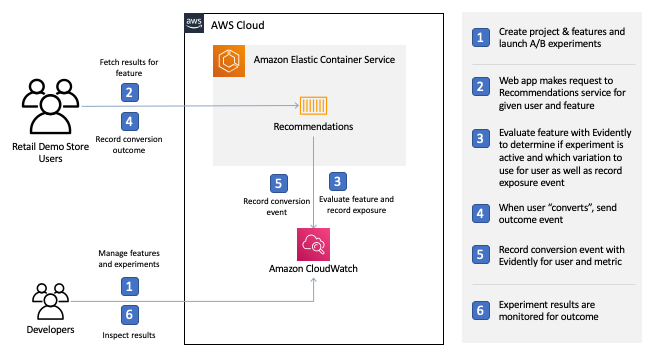 aws
AWS Cloud
Amazon Elastic Container Service
Fetch results for
feature
2
4
Record conversion
outcome
Retail Demo Store
Users
Recommendations
5
Record conversion
event
3
Evaluate feature and
record exposure
Amazon CloudWatch
Manage features
and experiments
1
6
Inspect results
Developers
1
Create project & features and
launch A/B experiments
2
Web app makes request to
Recommendations service for
given user and feature
3
Evaluate feature with Evidently
to determine if experiment is
active and which variation to
use for user as well as record
exposure event
4
When user “converts”, send
outcome event
5
Record conversion event with
Evidently for user and metric
6
Experiment results are
monitored for outcome